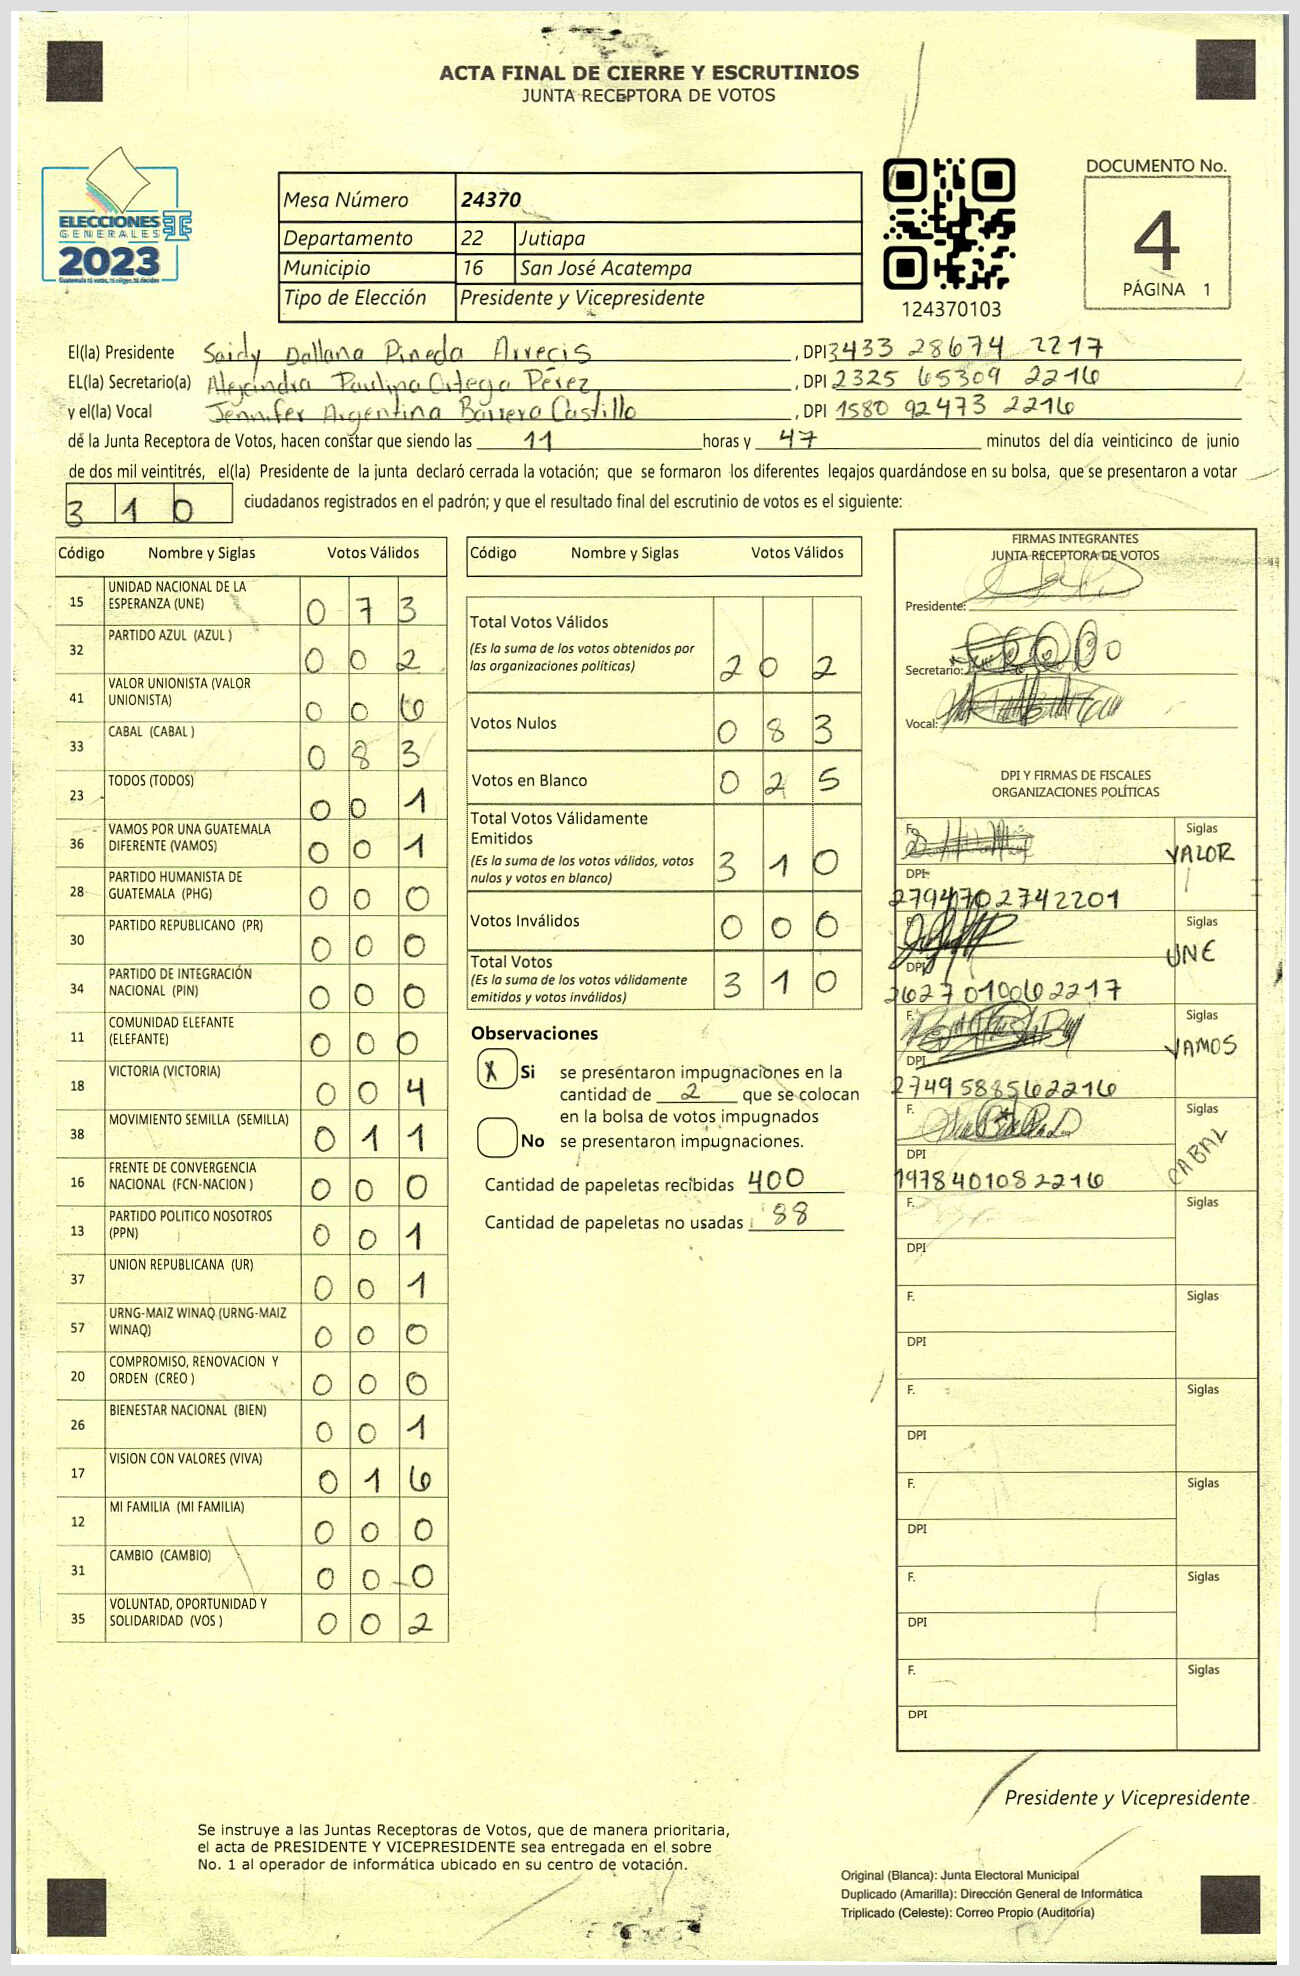 ACTA FINAL DE CIERRE Y ESCRUTINIOS
JUNTA RECEPTORA DE VOTOS
ELECCIONES
GENERALES
2023
Mesa Número 24370
Departamento 22 Jutiapa
Municipio 16 San José Acatempa
Tipo de Elección Presidente y Vicepresidente
124370103
DOCUMENTO No.
4
PÁGINA 1
El(la) Presidente Saidy Dallana Pineda Arrecis, DPI 3433 28674 2217
EL(la) Secretario(a) Alejandra Paulina Ortega Pérez, DPI 2325 65309 2216
y el(la) Vocal Jennifer Argentina Barrera Castillo, DPI 1580 92473 2216
de la Junta Receptora de Votos, hacen constar que siendo las 11 horas y 47 minutos del día veinticinco de junio
de dos mil veintitrés, el(la) Presidente de la junta declaró cerrada la votación; que se formaron los diferentes legajos quardándose en su bolsa, que se presentaron a votar
310 ciudadanos registrados en el padrón; y que el resultado final del escrutinio de votos es el siguiente:
Código Nombre y Siglas Votos Válidos
15 UNIDAD NACIONAL DE LA ESPERANZA (UNE) 0 7 3
32 PARTIDO AZUL (AZUL ) 0 0 2
41 VALOR UNIONISTA (VALOR UNIONISTA) 0 0 6
33 CABAL (CABAL ) 0 8 3
23 TODOS (TODOS) 0 0 1
36 VAMOS POR UNA GUATEMALA DIFERENTE (VAMOS) 0 0 1
28 PARTIDO HUMANISTA DE GUATEMALA (PHG) 0 0 0
30 PARTIDO REPUBLICANO (PR) 0 0 0
34 PARTIDO DE INTEGRACIÓN NACIONAL (PIN) 0 0 0
11 COMUNIDAD ELEFANTE (ELEFANTE) 0 0 0
18 VICTORIA (VICTORIA) 0 0 4
38 MOVIMIENTO SEMILLA (SEMILLA) 0 1 1
16 FRENTE DE CONVERGENCIA NACIONAL (FCN-NACION ) 0 0 0
13 PARTIDO POLITICO NOSOTROS (PPN) 0 0 1
37 UNION REPUBLICANA (UR) 0 0 1
57 URNG-MAIZ WINAQ (URNG-MAIZ WINAQ) 0 0 0
20 COMPROMISO, RENOVACION Y ORDEN (CREO ) 0 0 0
26 BIENESTAR NACIONAL (BIEN) 0 0 1
17 VISION CON VALORES (VIVA) 0 1 6
12 MI FAMILIA (MI FAMILIA) 0 0 0
31 CAMBIO (CAMBIO) 0 0 0
35 VOLUNTAD, OPORTUNIDAD Y SOLIDARIDAD (VOS ) 0 0 2
Código Nombre y Siglas Votos Válidos
Total Votos Válidos
(Es la suma de los votos obtenidos por
las organizaciones políticas) 2 0 2
Votos Nulos 0 8 3
Votos en Blanco 0 2 5
Total Votos Válidamente
Emitidos
(Es la suma de los votos válidos, votos
nulos y votos en blanco) 3 1 0
Votos Inválidos 0 0 0
Total Votos
(Es la suma de los votos válidamente
emitidos y votos inválidos) 3 1 0
Observaciones
X Si se presentaron impugnaciones en la
cantidad de 2 que se colocan
en la bolsa de votos impugnados
No se presentaron impugnaciones.
Cantidad de papeletas recibidas 400
Cantidad de papeletas no usadas 88
FIRMAS INTEGRANTES
JUNTA RECEPTORA DE VOTOS
Presidente:
Secretario:
Vocal:
DPI Y FIRMAS DE FISCALES
ORGANIZACIONES POLÍTICAS
F. Siglas
VALOR
DPI
2794702742201
F. Siglas
UNE
DPI
2627010062217
F. Siglas
VAMOS
DPI
2749588562216
F. Siglas
CABAL
DPI
1978401082216
F. Siglas
DPI
F. Siglas
DPI
F. Siglas
DPI
F. Siglas
DPI
F. Siglas
DPI
F. Siglas
DPI
Presidente y Vicepresidente
Se instruye a las Juntas Receptoras de Votos, que de manera prioritaria,
el acta de PRESIDENTE Y VICEPRESIDENTE sea entregada en el sobre
No. 1 al operador de informática ubicado en su centro de votación.
Original (Blanca): Junta Electoral Municipal
Duplicado (Amarilla): Dirección General de Informática
Triplicado (Celeste): Correo Propio (Auditoría)